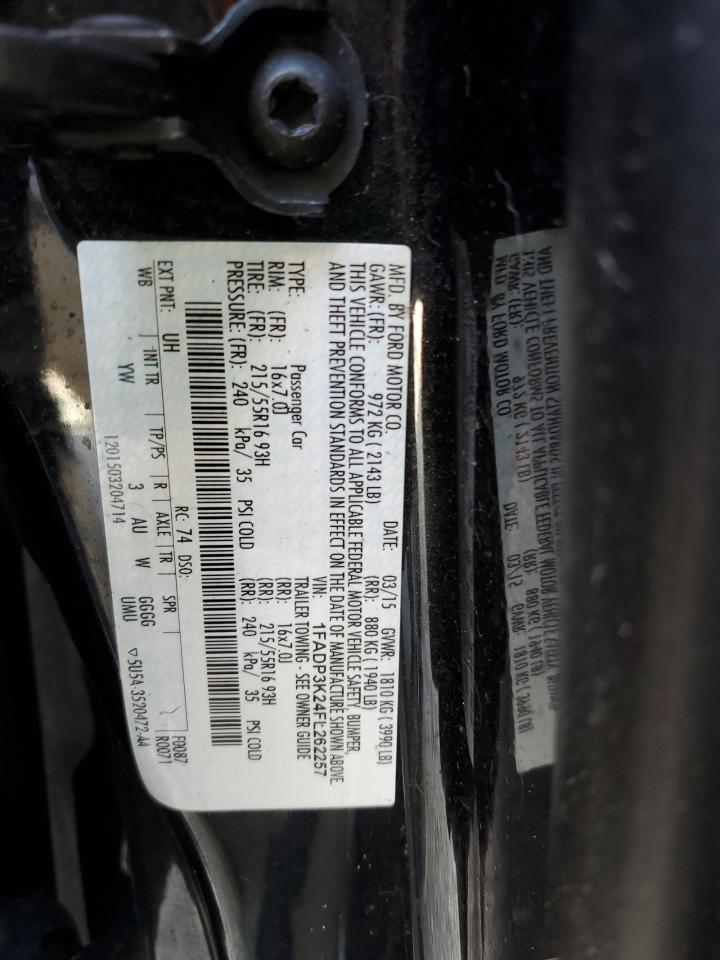 MFD. BY FORD MOTOR CO.
DATE: 03/15 GVWR: 1810 KG ( 3990 LB)
GAWR: (FR): 972 KG ( 2143 LB) (RR): 880 KG ( 1940 LB)
THIS VEHICLE CONFORMS TO ALL APPLICABLE FEDERAL MOTOR VEHICLE SAFETY, BUMPER,
AND THEFT PREVENTION STANDARDS IN EFFECT ON THE DATE OF MANUFACTURE SHOWN ABOVE.
VIN: 1FADP3K24FL262257
TYPE: Passenger Car TRAILER TOWING - SEE OWNER GUIDE
RIM: (FR): 16x7.0J (RR): 16x7.0J
TIRE: (FR): 215/55R16 93H (RR): 215/55R16 93H
PRESSURE: (FR): 240 kPa/ 35 PSI COLD (RR): 240 kPa/ 35 PSI COLD
EXT PNT: UH RC: 74 DSO: F0087
WB INT TR TP/PS R AXLE TR SPR R0071
YW 3 AU W GGGG
UMU
1201503204714 ▽5U5A-3520472-AA